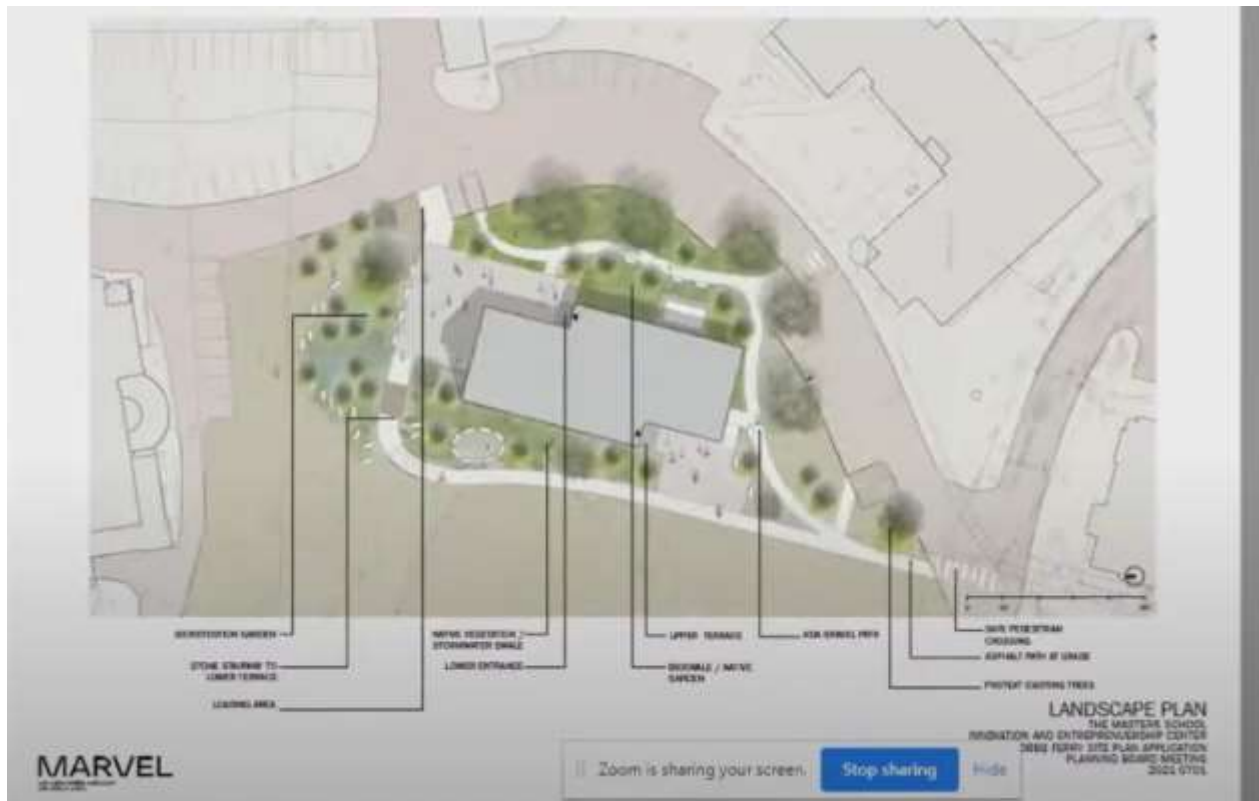 BIORETENTION GARDEN
STONE STAIRWAY TO
LOWER TERRACE
LOADING AREA
NATIVE VEGETATION /
STORMWATER SWALE
LOWER ENTRANCE
UPPER TERRACE
BIOSWALE / NATIVE
GARDEN
ADA GRAVEL PATH
SAFE PEDESTRIAN
CROSSING
ASPHALT PATH AT GRADE
PROTECT EXISTING TREES
LANDSCAPE PLAN
THE MASTERS SCHOOL
INNOVATION AND ENTREPRENUERSHIP CENTER
DOBBS FERRY SITE PLAN APPLICATION
PLANNING BOARD MEETING
2021 0701
MARVEL
Zoom is sharing your screen.
Stop sharing
Hide